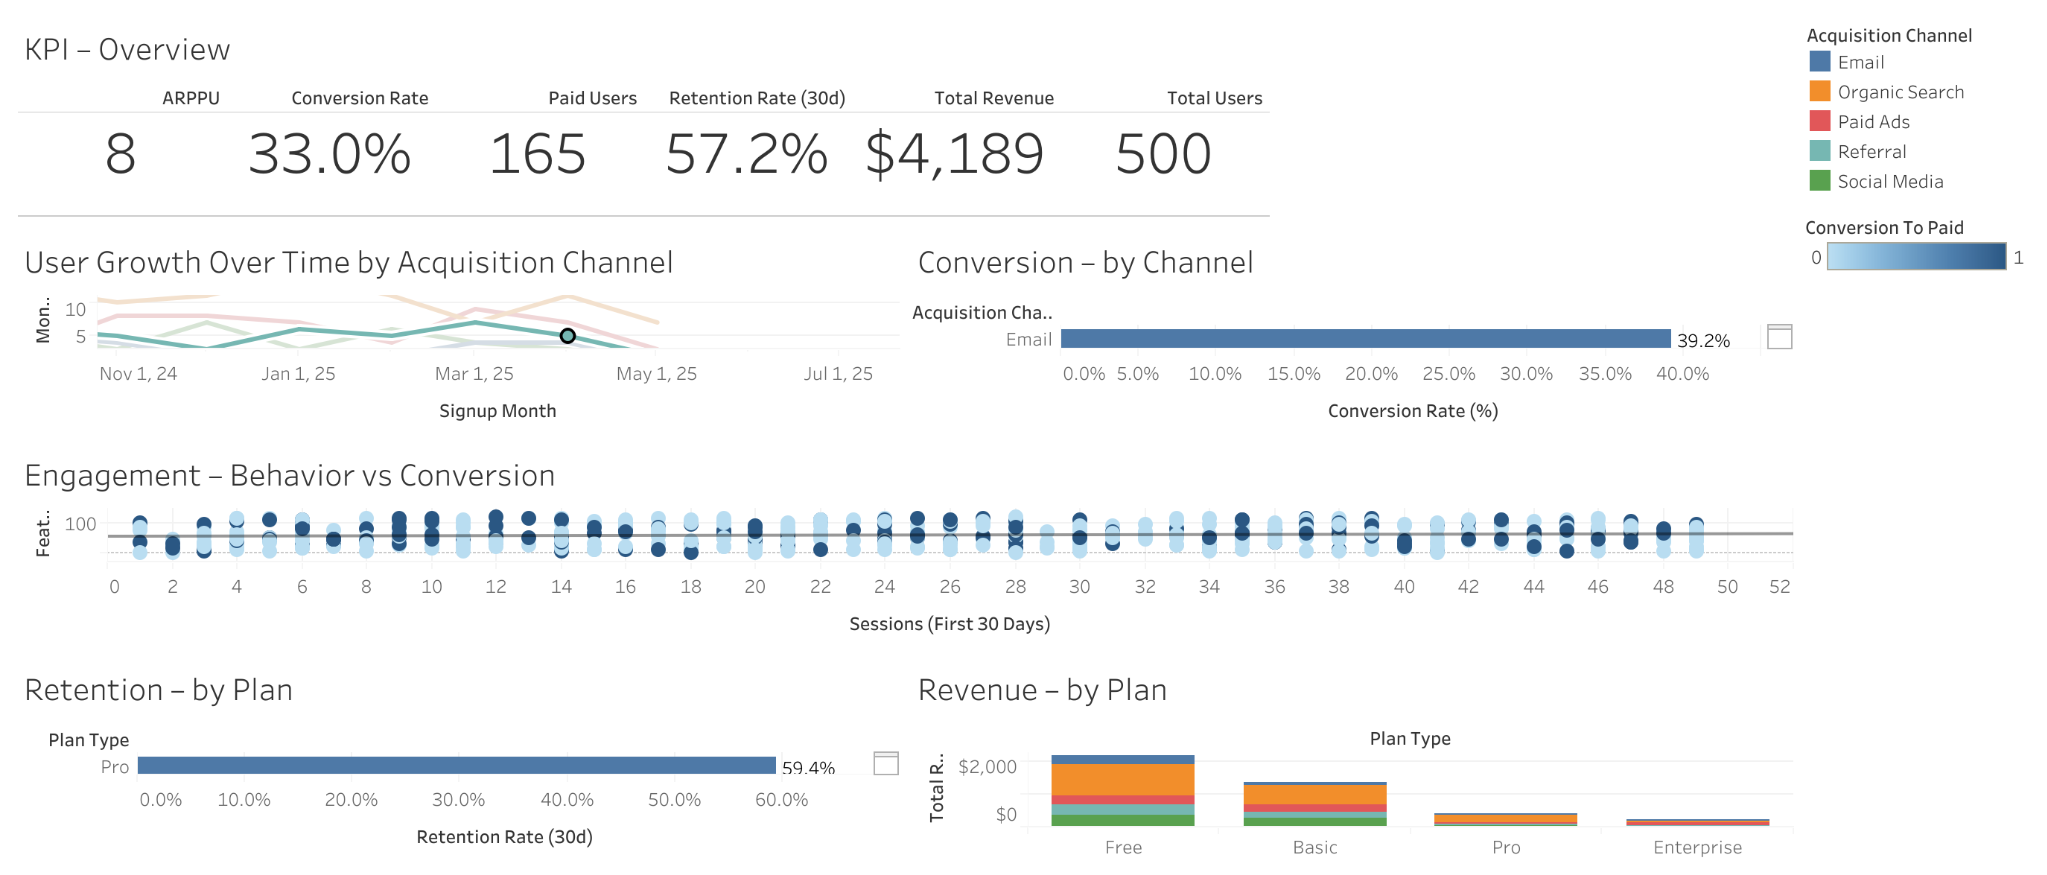 KPI – Overview
ARPPU Conversion Rate Paid Users Retention Rate (30d) Total Revenue Total Users
8 33.0% 165 57.2% $4,189 500
Acquisition Channel
Email
Organic Search
Paid Ads
Referral
Social Media
Conversion To Paid
0 1
User Growth Over Time by Acquisition Channel
Mon..
10
5
Nov 1, 24 Jan 1, 25 Mar 1, 25 May 1, 25 Jul 1, 25
Signup Month
Conversion – by Channel
Acquisition Cha..
Email 39.2%
0.0% 5.0% 10.0% 15.0% 20.0% 25.0% 30.0% 35.0% 40.0%
Conversion Rate (%)
Engagement – Behavior vs Conversion
Feat..
100
0 2 4 6 8 10 12 14 16 18 20 22 24 26 28 30 32 34 36 38 40 42 44 46 48 50 52
Sessions (First 30 Days)
Retention – by Plan
Plan Type
Pro 59.4%
0.0% 10.0% 20.0% 30.0% 40.0% 50.0% 60.0%
Retention Rate (30d)
Revenue – by Plan
Plan Type
Total R..
$2,000
$0
Free Basic Pro Enterprise